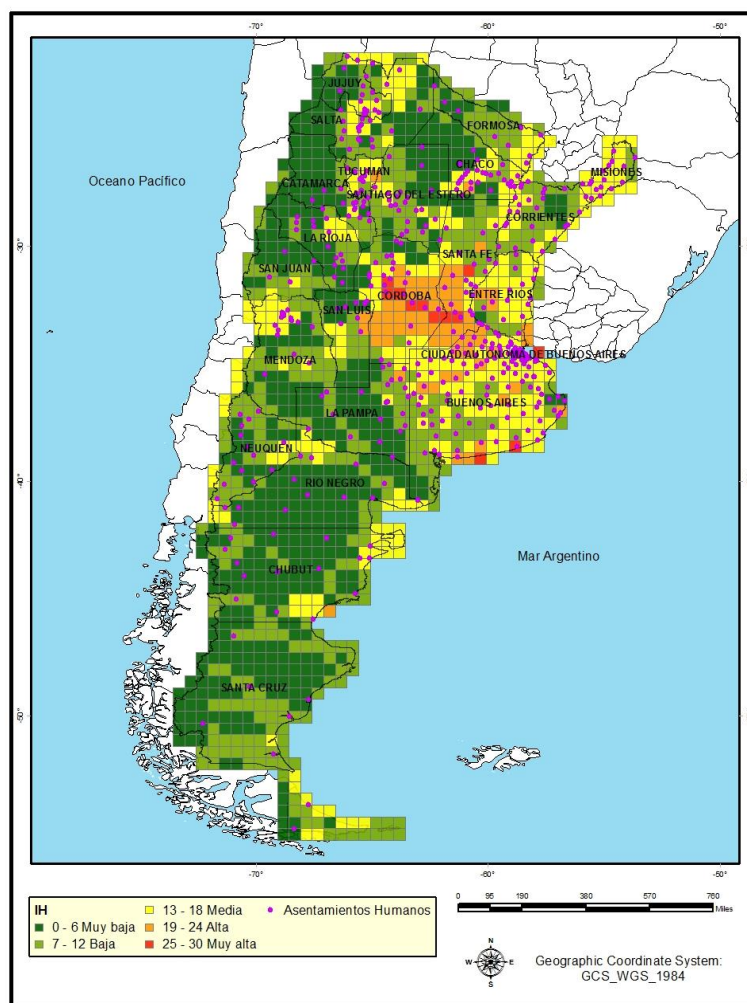 -70° -60° -50°
JUJUY
SALTA
FORMOSA
CHACO
TUCUMAN
MISIONES
CATAMARCA
SANTIAGO DEL ESTERO
CORRIENTES
Oceano Pacífico
LA RIOJA
SANTA FE
-30° -30°
SAN JUAN
CORDOBA
ENTRE RIOS
SAN LUIS
CIUDAD AUTONOMA DE BUENOS AIRES
MENDOZA
BUENOS AIRES
LA PAMPA
NEUQUEN
RIO NEGRO
-40° -40°
Mar Argentino
CHUBUT
SANTA CRUZ
-50° -50°
-70° -60° -50°
IH
0 - 6 Muy baja
7 - 12 Baja
13 - 18 Media
19 - 24 Alta
25 - 30 Muy alta
Asentamientos Humanos
0 95 190 380 570 760
Miles
N
W E
S
Geographic Coordinate System:
GCS_WGS_1984